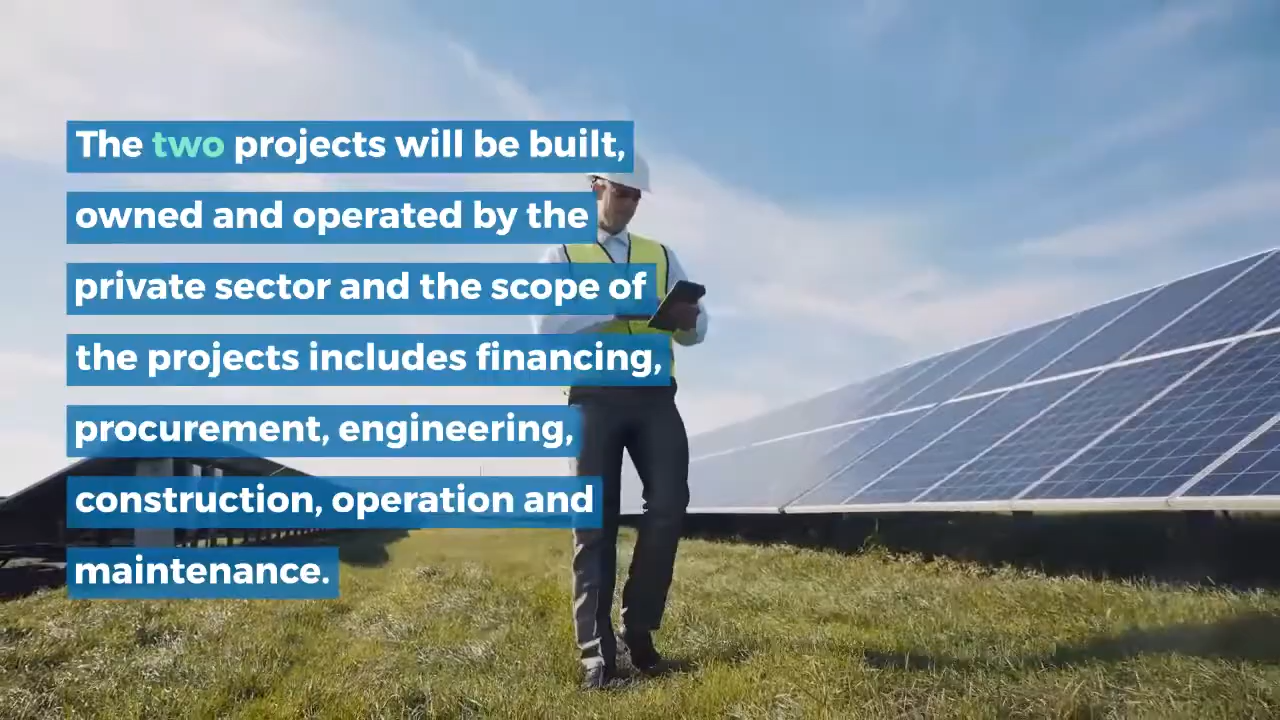 The two projects will be built,
owned and operated by the
private sector and the scope of
the projects includes financing,
procurement, engineering,
construction, operation and
maintenance.